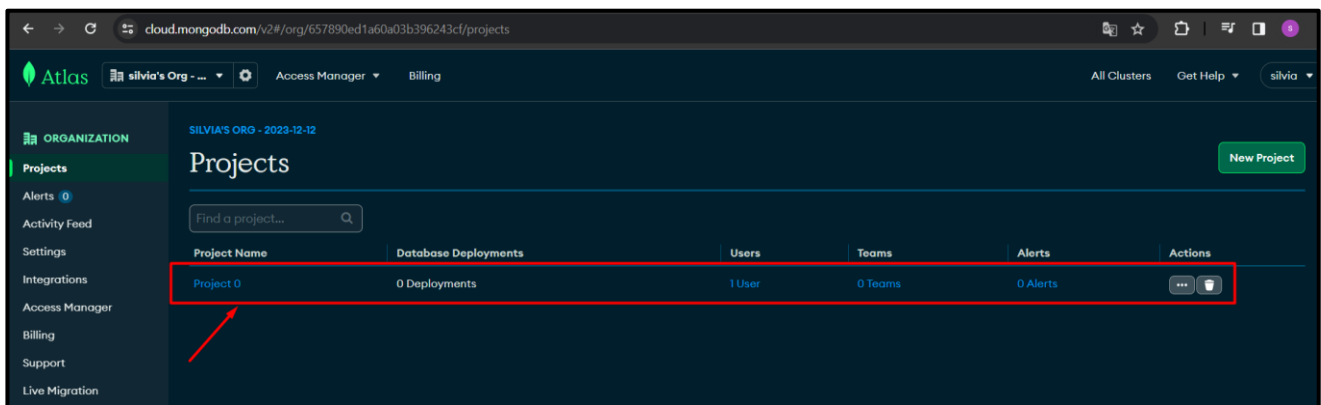 cloud.mongodb.com/v2#/org/657890ed1a60a03b396243cf/projects
Atlas silvia's Org - ... Access Manager Billing All Clusters Get Help silvia
ORGANIZATION
Projects
Alerts 0
Activity Feed
Settings
Integrations
Access Manager
Billing
Support
Live Migration
SILVIA'S ORG - 2023-12-12
Projects
New Project
Find a project...
Project Name Database Deployments Users Teams Alerts Actions
Project 0 0 Deployments 1 User 0 Teams 0 Alerts